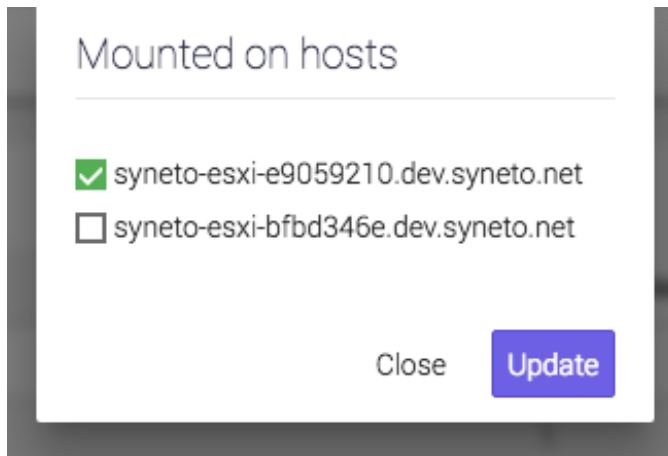 Mounted on hosts
syneto-esxi-e9059210.dev.syneto.net
syneto-esxi-bfbd346e.dev.syneto.net
Close Update